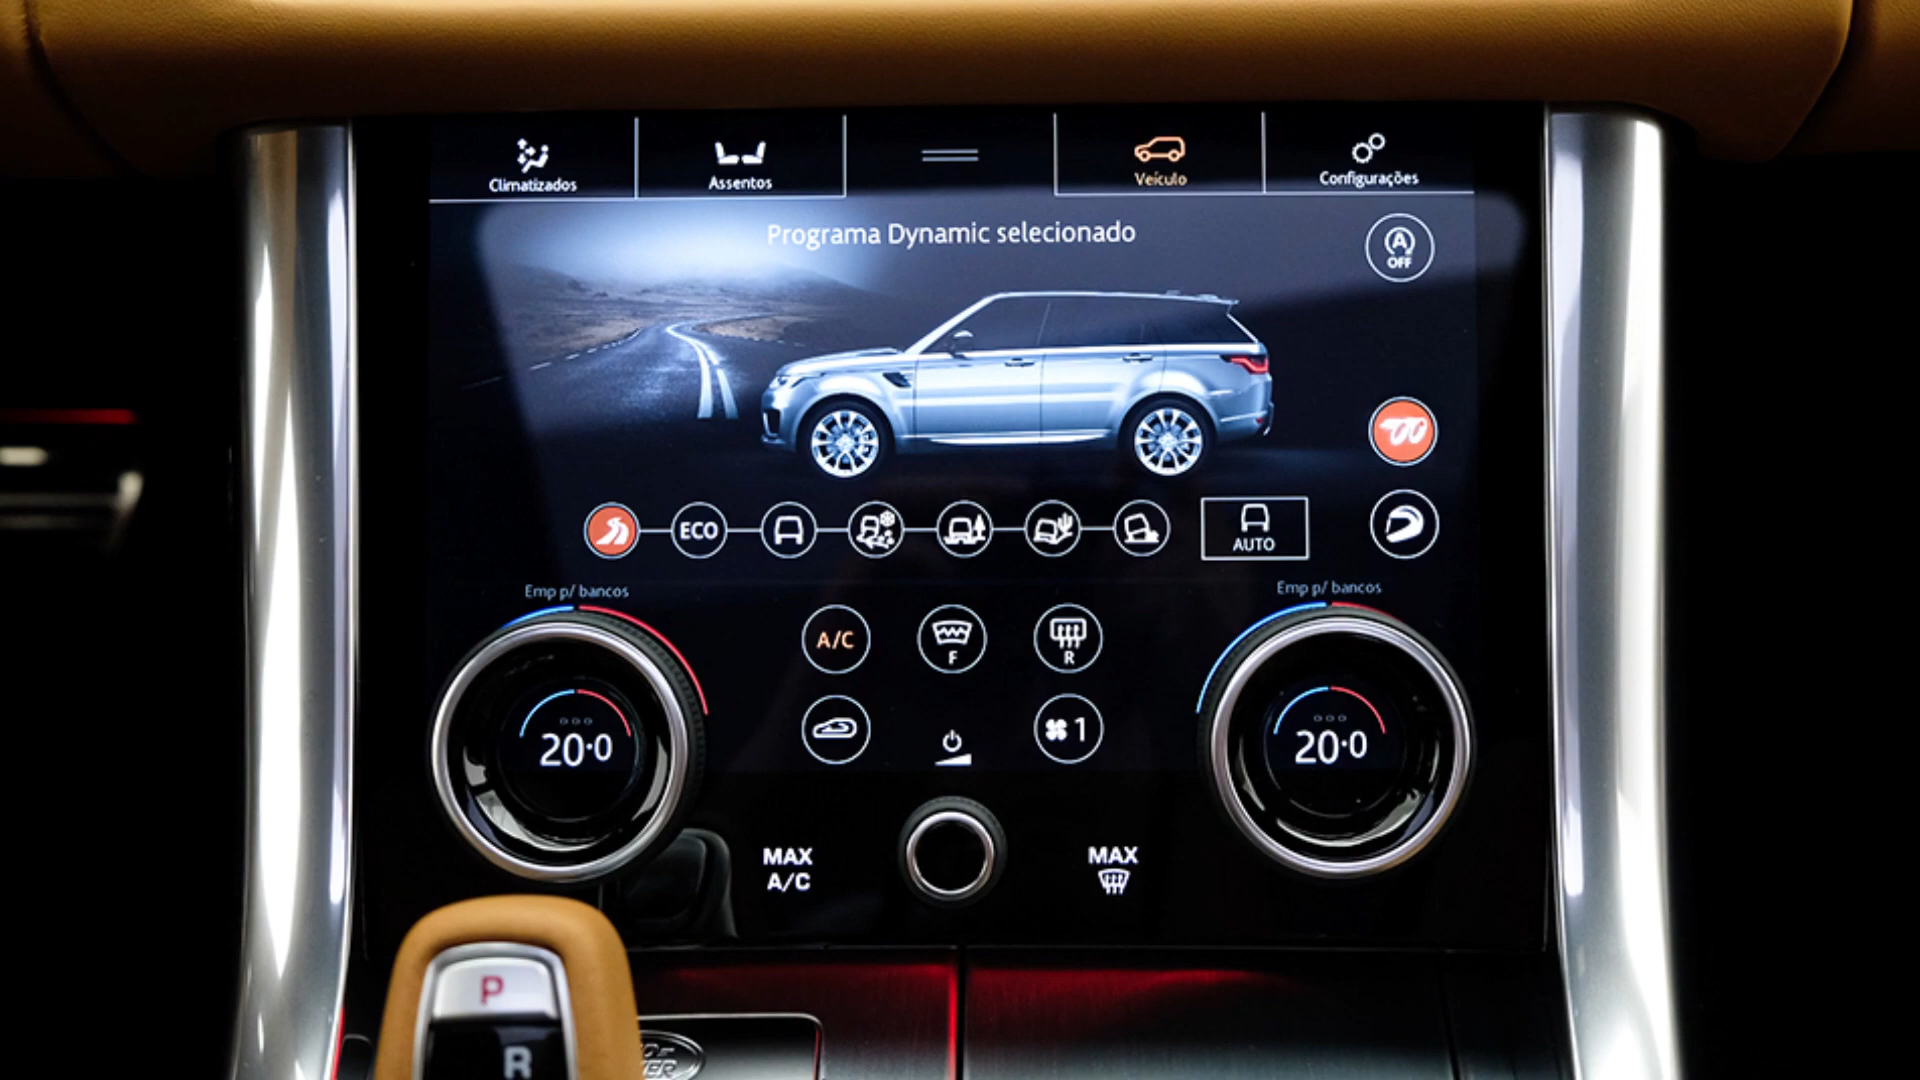 Climatizados
Assentos
Veículo
Configurações
Programa Dynamic selecionado
A
OFF
ECO
AUTO
Emp p/ bancos
Emp p/ bancos
A/C
F
R
20·0
1
20·0
MAX
A/C
MAX
P
R